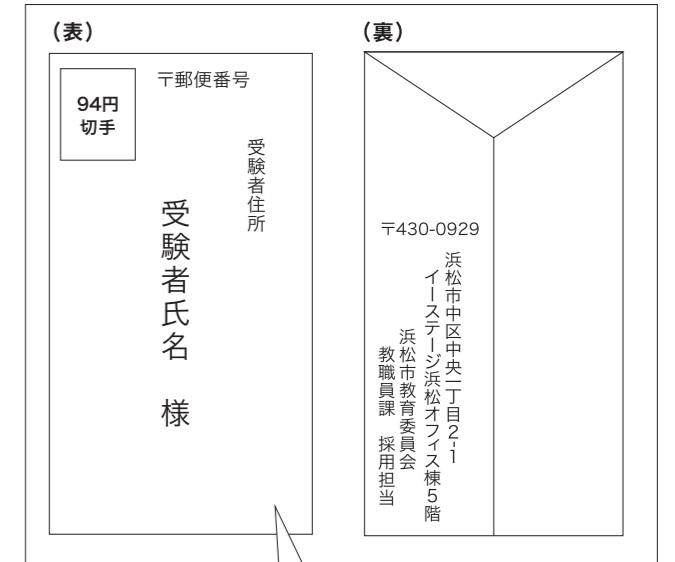 （表）
94円
切手
〒郵便番号
受験者住所
受験者氏名　様
（裏）
〒430-0929
浜松市中区中央一丁目2-1
イーステージ浜松オフィス棟5階
浜松市教育委員会
教職員課　採用担当